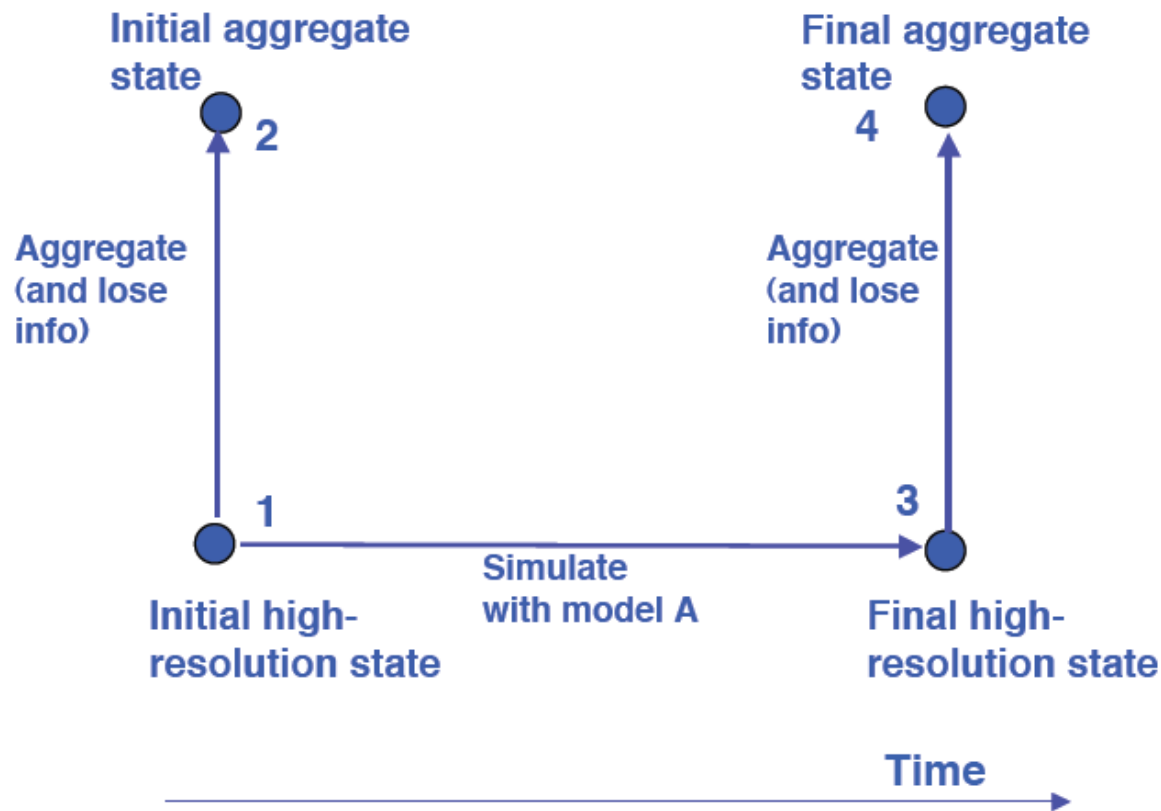 Initial aggregate
state
2
Final aggregate
state
4
Aggregate
(and lose
info)
Aggregate
(and lose
info)
1
3
Simulate
with model A
Initial high-
resolution state
Final high-
resolution state
Time